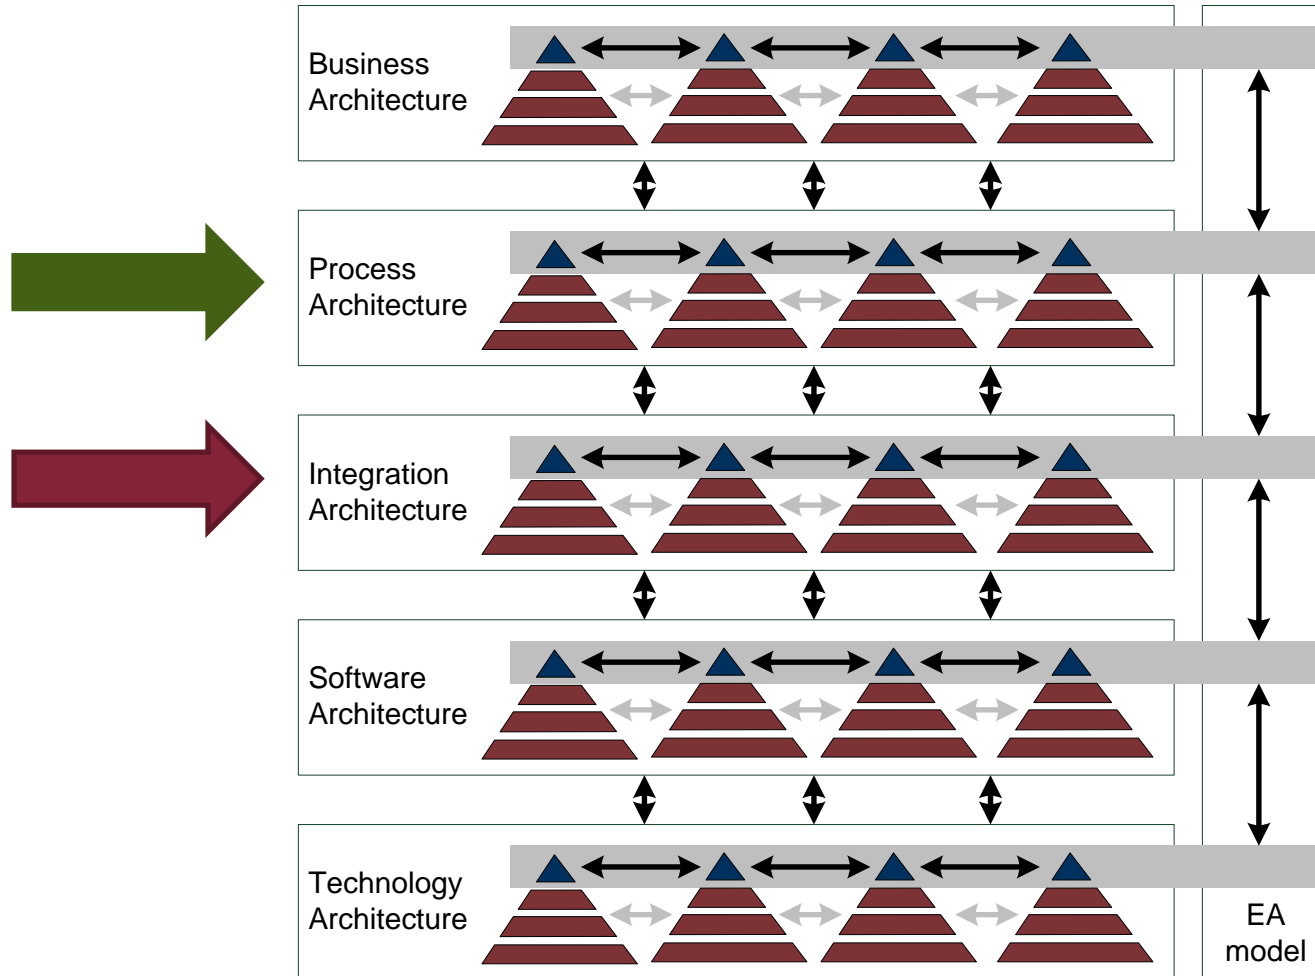 Business
Architecture
Process
Architecture
Integration
Architecture
Software
Architecture
Technology
Architecture
EA
model